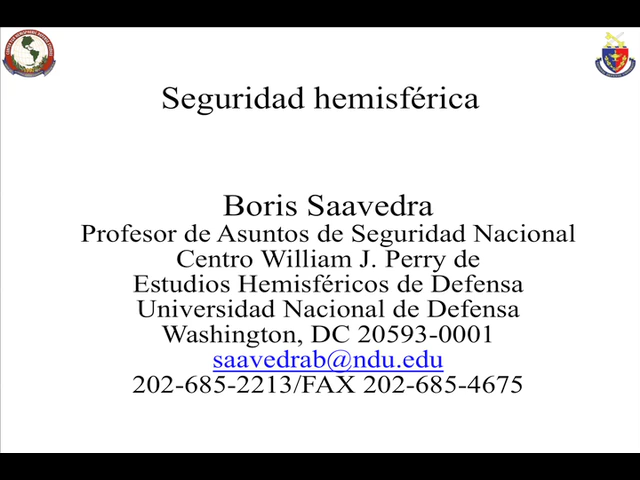 Seguridad hemisférica
Boris Saavedra
Profesor de Asuntos de Seguridad Nacional
Centro William J. Perry de
Estudios Hemisféricos de Defensa
Universidad Nacional de Defensa
Washington, DC 20593-0001
saavedrab@ndu.edu
202-685-2213/FAX 202-685-4675